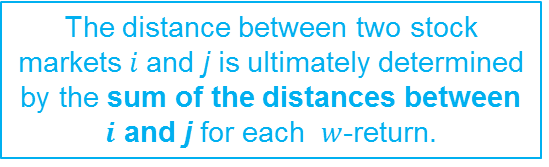 The distance between two stock
markets i and j is ultimately determined
by the sum of the distances between
i and j for each w-return.